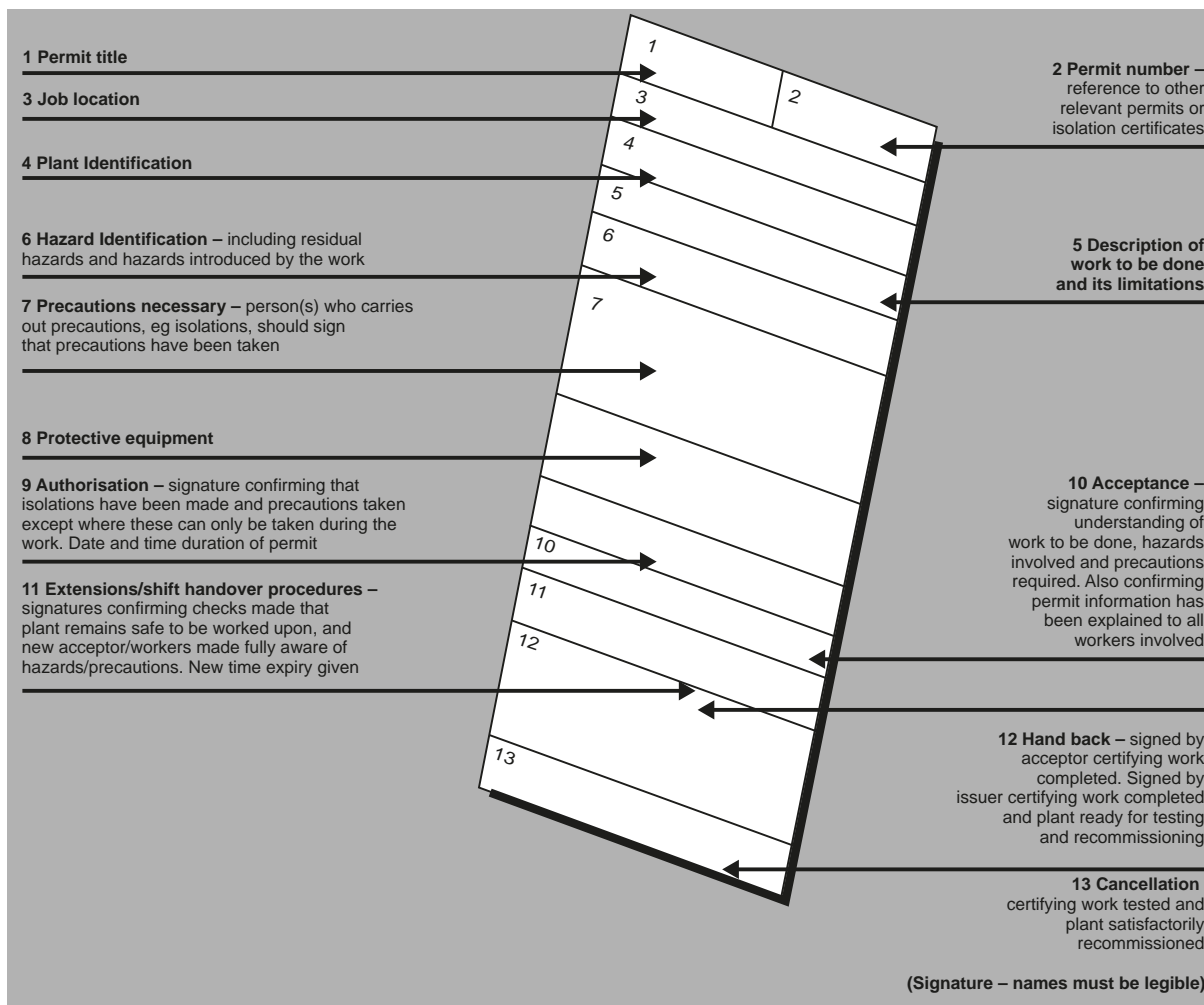 1 Permit title
3 Job location
4 Plant Identification
6 Hazard Identification – including residual
hazards and hazards introduced by the work
7 Precautions necessary – person(s) who carries
out precautions, eg isolations, should sign
that precautions have been taken
8 Protective equipment
9 Authorisation – signature confirming that
isolations have been made and precautions taken
except where these can only be taken during the
work. Date and time duration of permit
11 Extensions/shift handover procedures –
signatures confirming checks made that
plant remains safe to be worked upon, and
new acceptor/workers made fully aware of
hazards/precautions. New time expiry given
1
2
3
4
5
6
7
10
11
12
13
2 Permit number –
reference to other
relevant permits or
isolation certificates
5 Description of
work to be done
and its limitations
10 Acceptance –
signature confirming
understanding of
work to be done, hazards
involved and precautions
required. Also confirming
permit information has
been explained to all
workers involved
12 Hand back – signed by
acceptor certifying work
completed. Signed by
issuer certifying work completed
and plant ready for testing
and recommissioning
13 Cancellation
certifying work tested and
plant satisfactorily
recommissioned
(Signature – names must be legible)